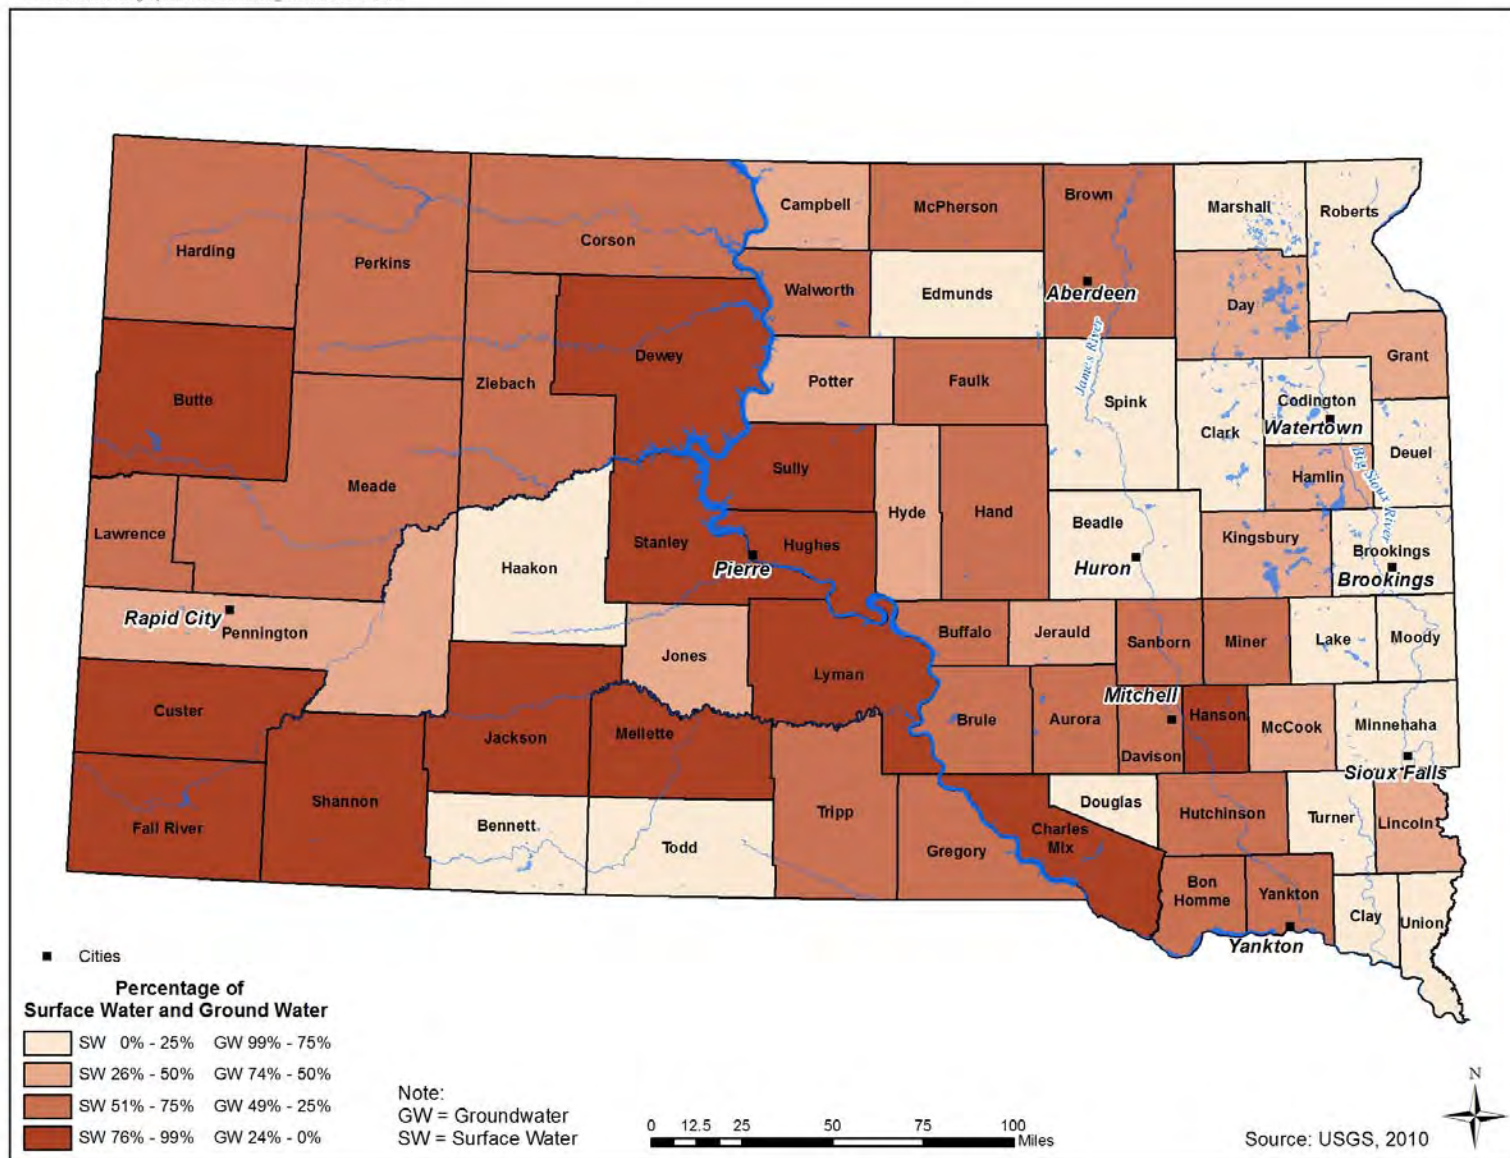 Campbell
McPherson
Brown
Marshall
Roberts
Harding
Perkins
Corson
Walworth
Edmunds
Aberdeen
Day
Grant
Butte
Dewey
Ziebach
Potter
Faulk
James River
Spink
Codington
Watertown
Clark
Deuel
Meade
Sully
Hamlin
Big Sioux River
Lawrence
Haakon
Stanley
Hughes
Pierre
Hyde
Hand
Beadle
Huron
Kingsbury
Brookings
Brookings
Rapid City
Pennington
Jones
Lyman
Buffalo
Jerauld
Sanborn
Miner
Lake
Moody
Custer
Jackson
Mellette
Brule
Aurora
Mitchell
Davison
Hanson
McCook
Minnehaha
Sioux Falls
Fall River
Shannon
Bennett
Todd
Tripp
Gregory
Charles
Mix
Douglas
Hutchinson
Turner
Lincoln
Bon
Homme
Yankton
Yankton
Clay
Union
Cities
Percentage of
Surface Water and Ground Water
SW 0% - 25% GW 99% - 75%
SW 26% - 50% GW 74% - 50%
SW 51% - 75% GW 49% - 25%
SW 76% - 99% GW 24% - 0%
Note:
GW = Groundwater
SW = Surface Water
0 12.5 25 50 75 100
Miles
N
Source: USGS, 2010